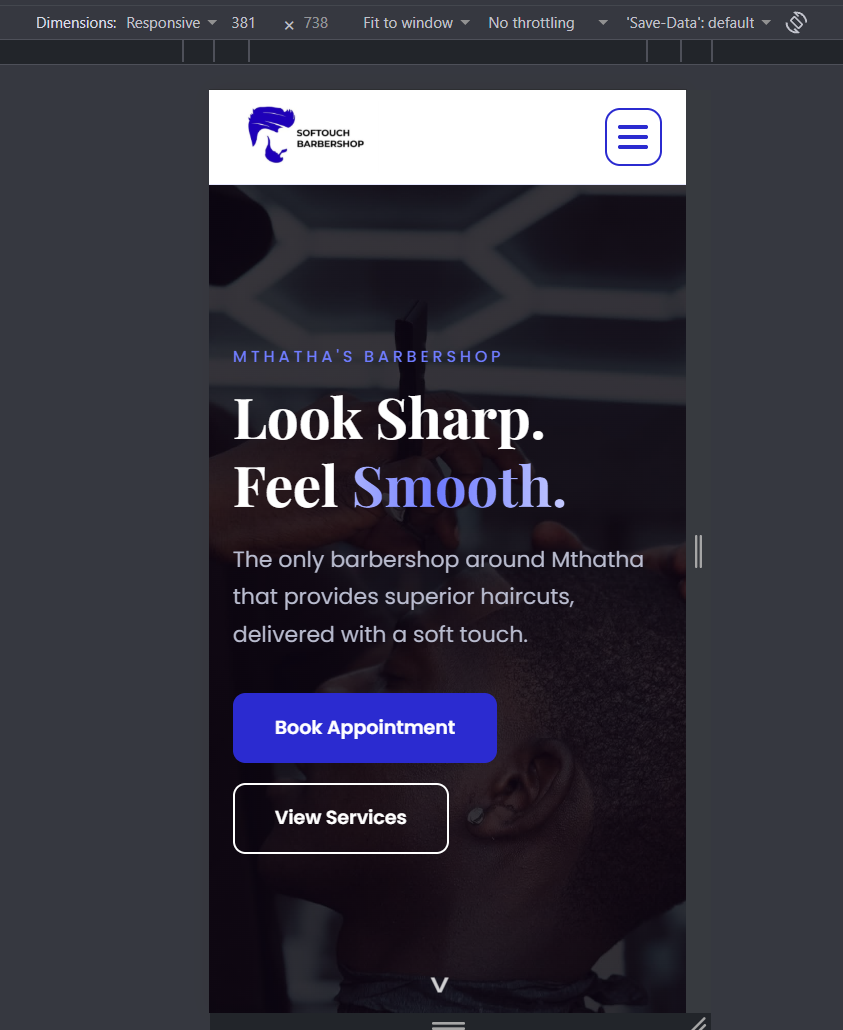 Dimensions: Responsive 381 × 738 Fit to window No throttling 'Save-Data': default
SOFTOUCH
BARBERSHOP
MTHATHA'S BARBERSHOP
Look Sharp.
Feel Smooth.
The only barbershop around Mthatha
that provides superior haircuts,
delivered with a soft touch.
Book Appointment
View Services